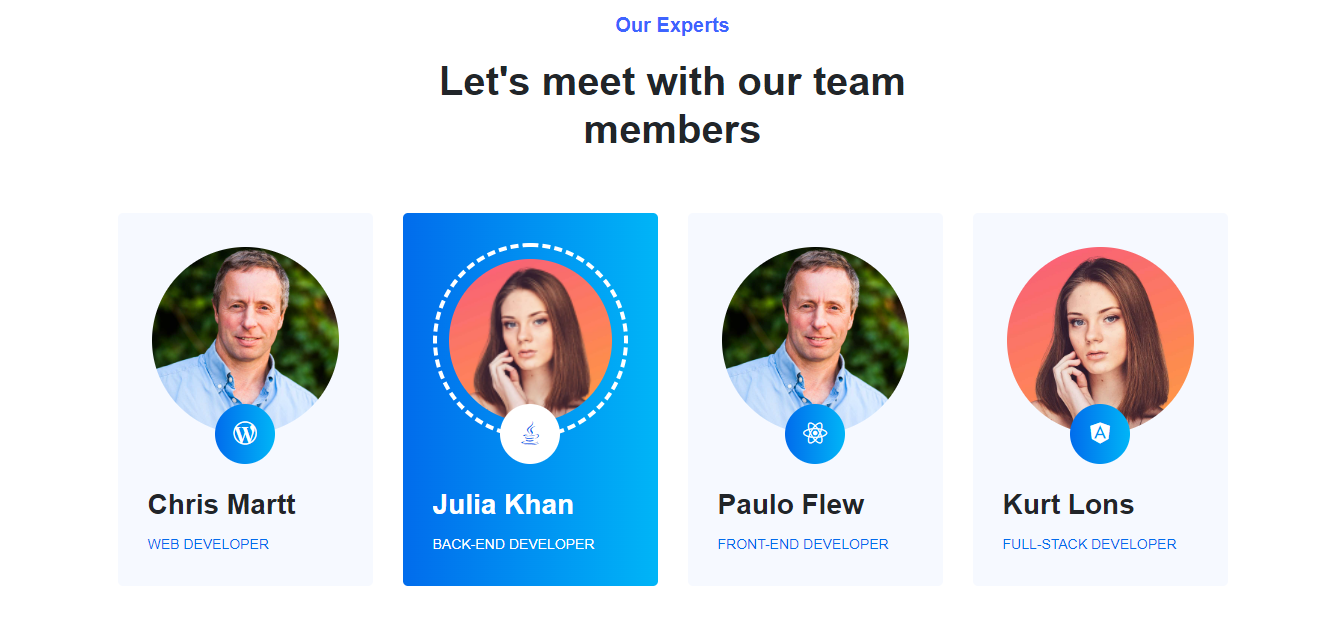 Our Experts
Let's meet with our team
members
Chris Martt
WEB DEVELOPER
Julia Khan
BACK-END DEVELOPER
Paulo Flew
FRONT-END DEVELOPER
Kurt Lons
FULL-STACK DEVELOPER